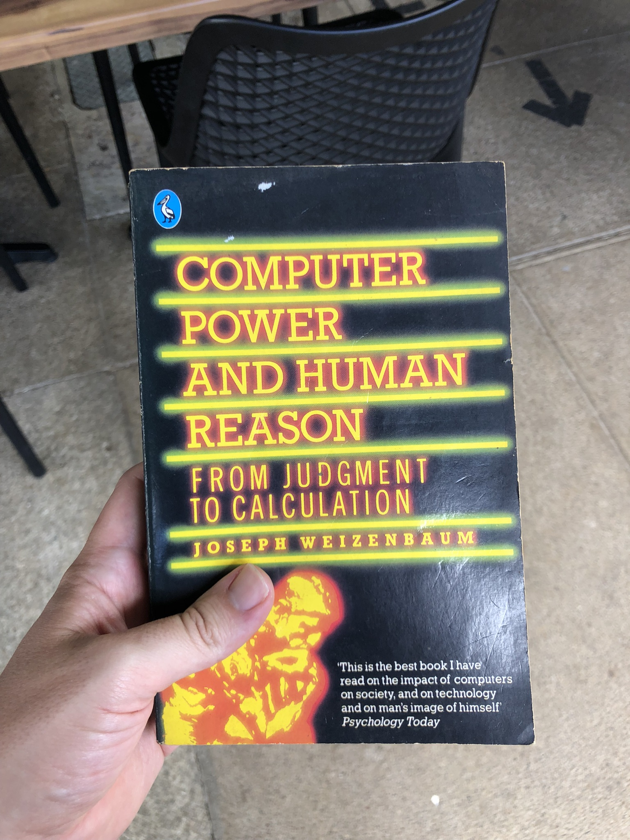 COMPUTER
POWER
AND HUMAN
REASON
FROM JUDGMENT
TO CALCULATION
JOSEPH WEIZENBAUM
'This is the best book I have
read on the impact of computers
on society, and on technology
and on man's image of himself'
Psychology Today